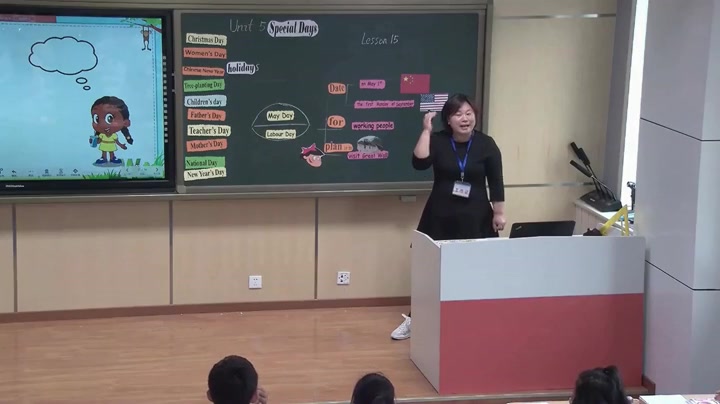 Unit 5 Special Days
Lesson 15
Christmas Day
Women's Day
Chinese New Year
holidays
Tree-planting Day
Children's day
Father's Day
Teacher's Day
Mother's Day
National Day
New Year's Day
May Day
Labour Day
Date
on May 1st
the first Monday of September
for
working people
plan
visit Great Wall